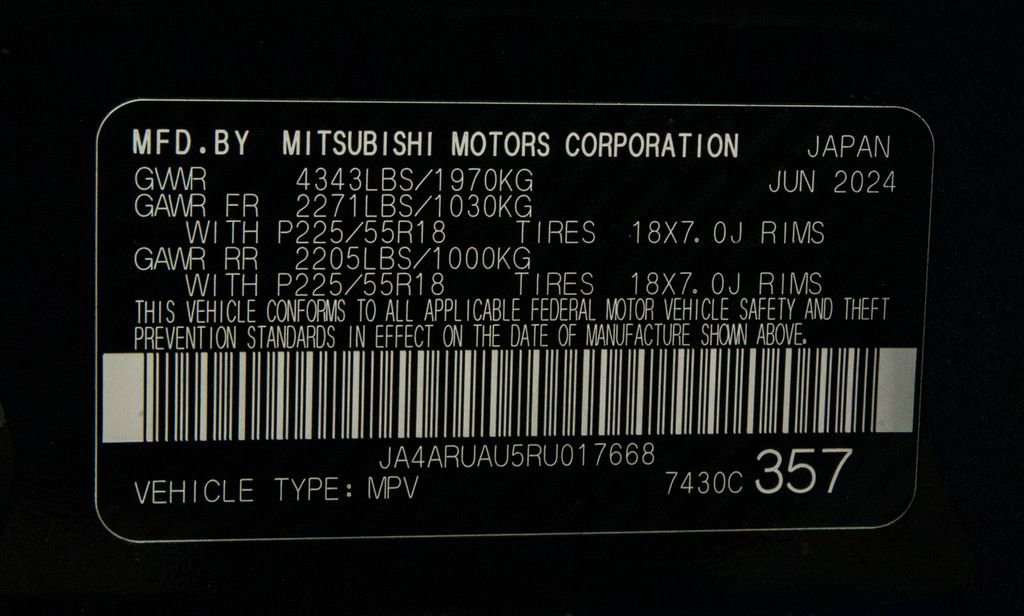 MFD.BY MITSUBISHI MOTORS CORPORATION JAPAN
GVWR 4343LBS/1970KG JUN 2024
GAWR FR 2271LBS/1030KG
WITH P225/55R18 TIRES 18X7.0J RIMS
GAWR RR 2205LBS/1000KG
WITH P225/55R18 TIRES 18X7.0J RIMS
THIS VEHICLE CONFORMS TO ALL APPLICABLE FEDERAL MOTOR VEHICLE SAFETY AND THEFT
PREVENTION STANDARDS IN EFFECT ON THE DATE OF MANUFACTURE SHOWN ABOVE.
JA4ARUAU5RU017668
VEHICLE TYPE: MPV 7430C 357